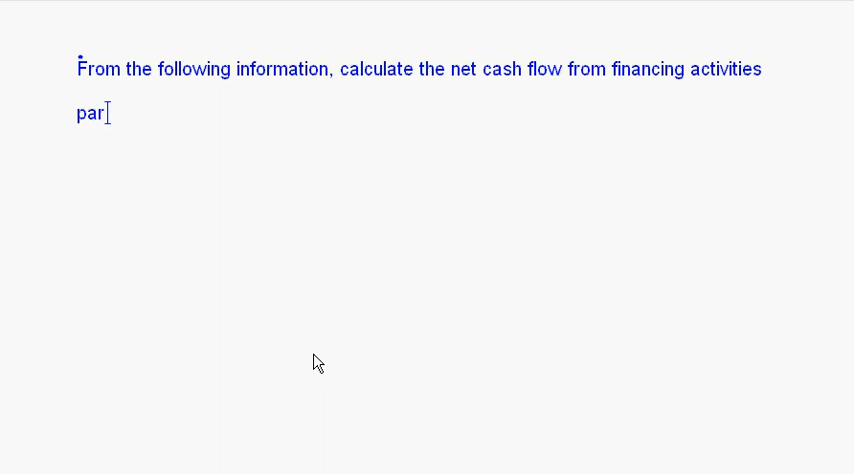 From the following information, calculate the net cash flow from financing activities
par